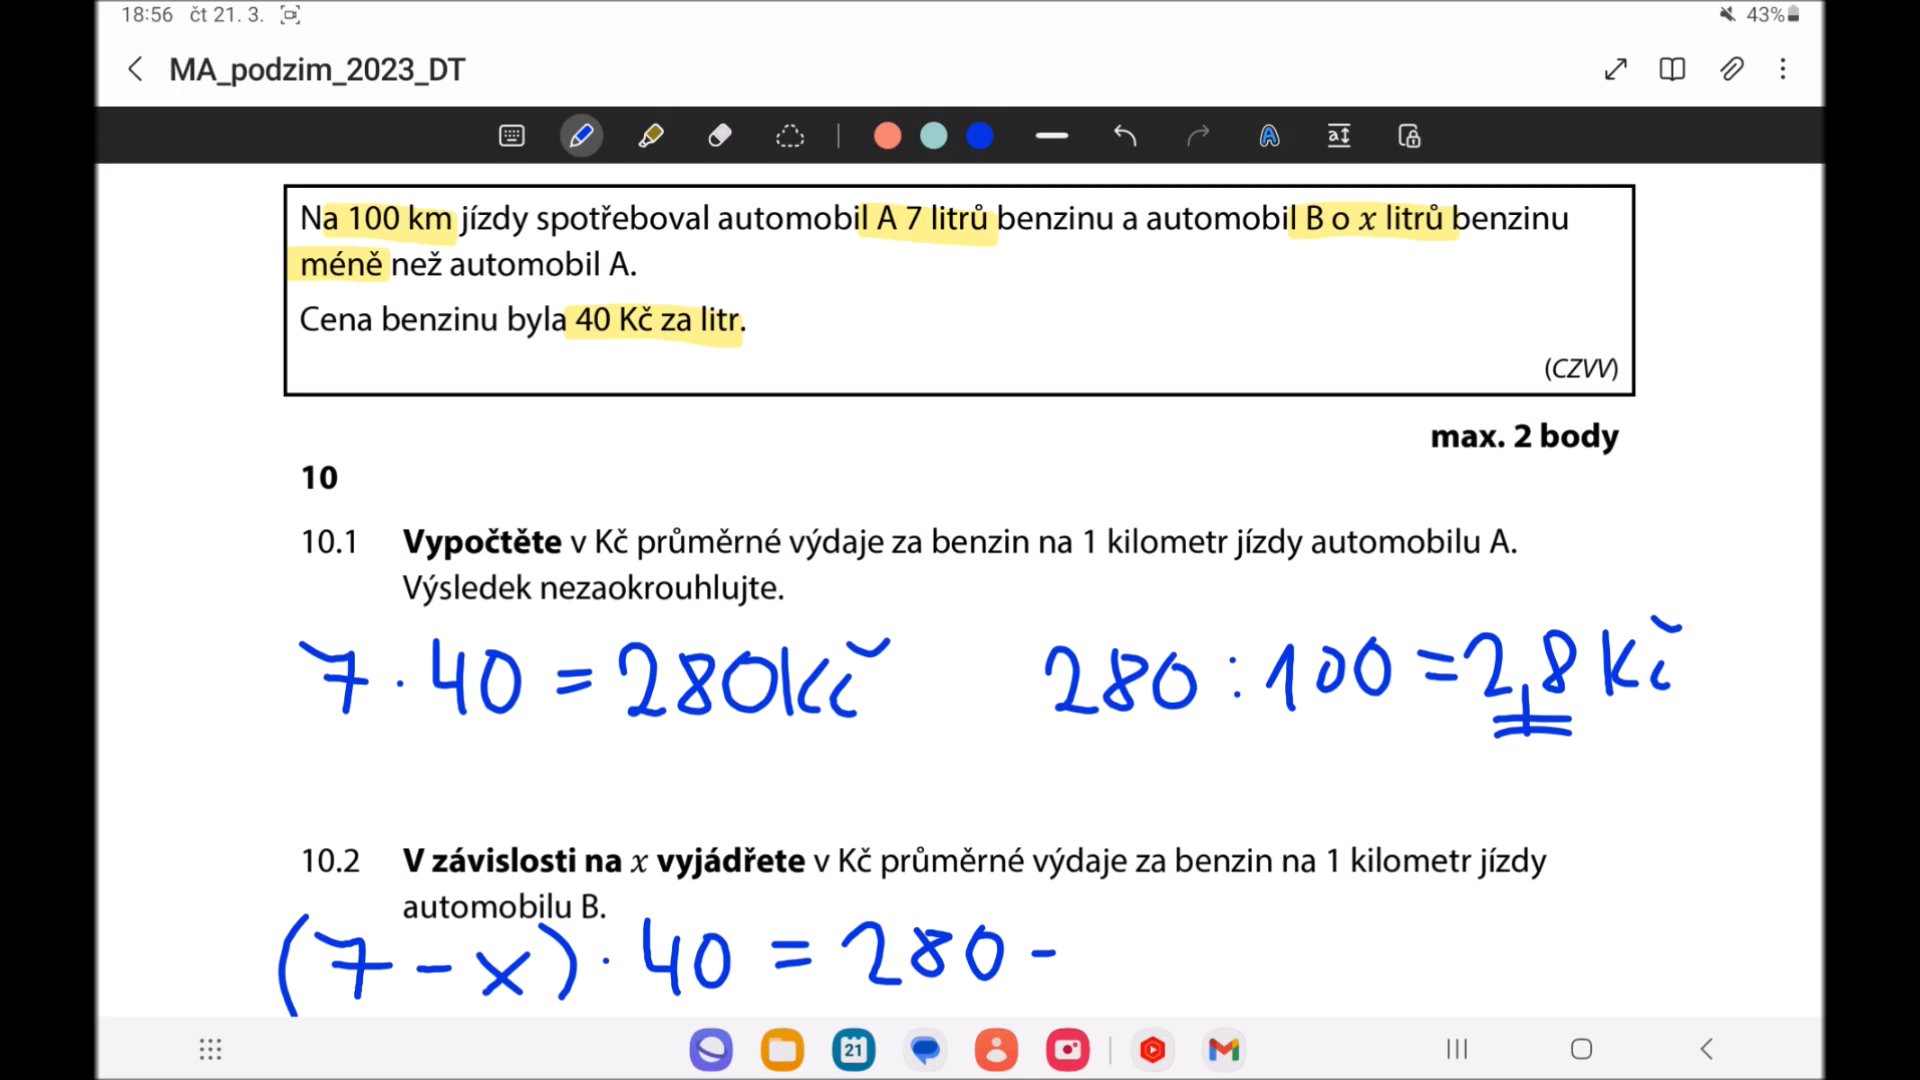 18:56 čt 21. 3. 43%
MA_podzim_2023_DT
Na 100 km jízdy spotřeboval automobil A 7 litrů benzinu a automobil B o x litrů benzinu
méně než automobil A.
Cena benzinu byla 40 Kč za litr.
(CZVV)
max. 2 body
10
10.1 Vypočtěte v Kč průměrné výdaje za benzin na 1 kilometr jízdy automobilu A.
Výsledek nezaokrouhlujte.
7 · 40 = 280 Kč 280 : 100 = 2,8 Kč
10.2 V závislosti na x vyjádřete v Kč průměrné výdaje za benzin na 1 kilometr jízdy
automobilu B.
(7 - x) · 40 = 280 -
21